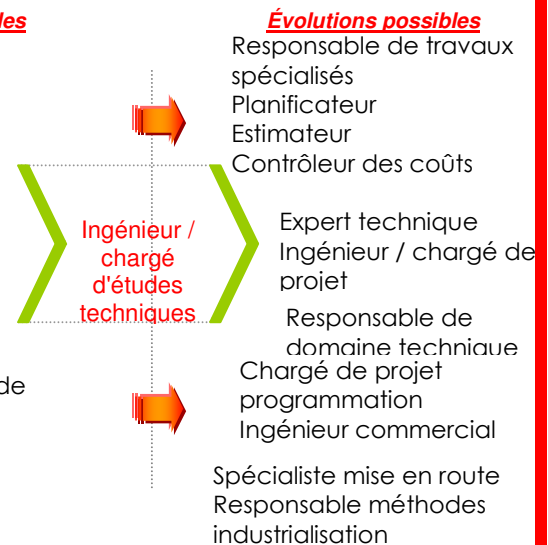 les
Évolutions possibles
Responsable de travaux
spécialisés
Planificateur
Estimateur
Contrôleur des coûts
Ingénieur /
chargé
d'études
techniques
Expert technique
Ingénieur / chargé de
projet
Responsable de
domaine technique
de
Chargé de projet
programmation
Ingénieur commercial
Spécialiste mise en route
Responsable méthodes
industrialisation